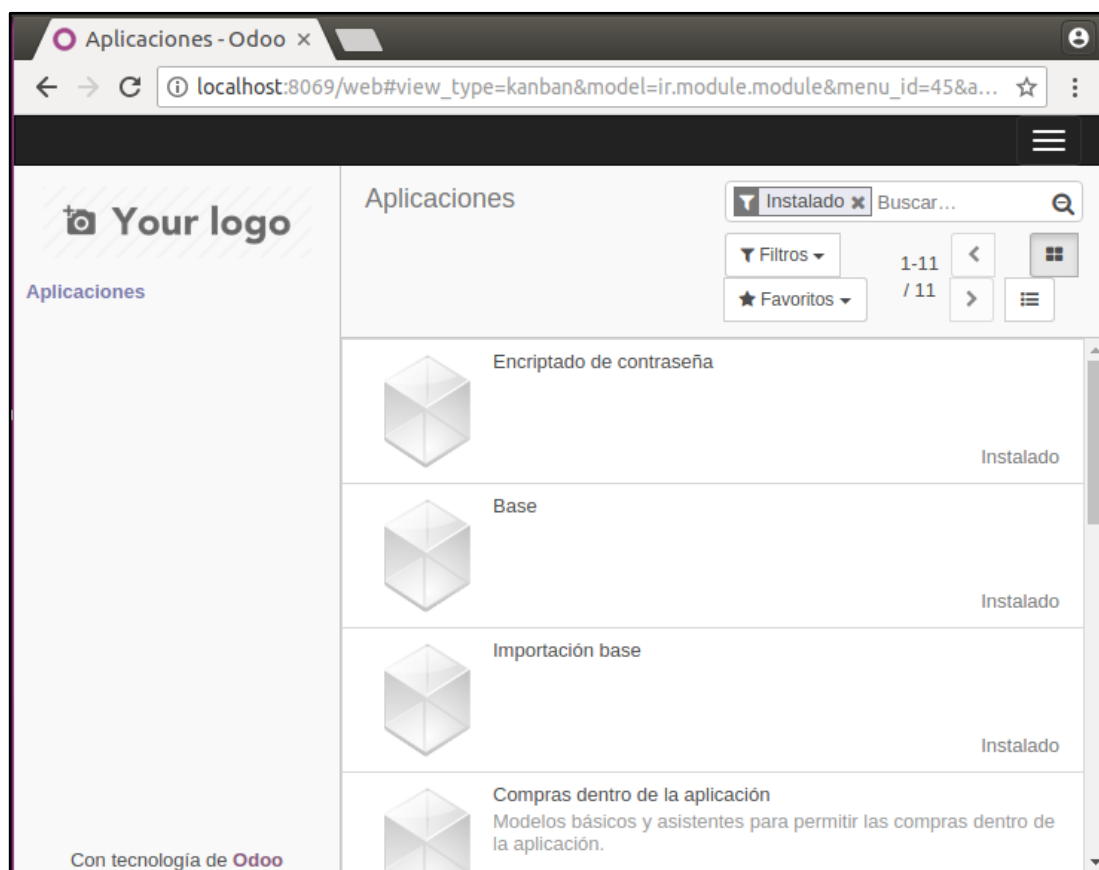 Aplicaciones - Odoo ×
localhost:8069/web#view_type=kanban&model=ir.module.module&menu_id=45&a...
Your logo
Aplicaciones
Aplicaciones
Instalado Buscar...
Filtros
Favoritos
1-11
/ 11
Encriptado de contraseña
Instalado
Base
Instalado
Importación base
Instalado
Compras dentro de la aplicación
Modelos básicos y asistentes para permitir las compras dentro de
la aplicación.
Con tecnología de Odoo